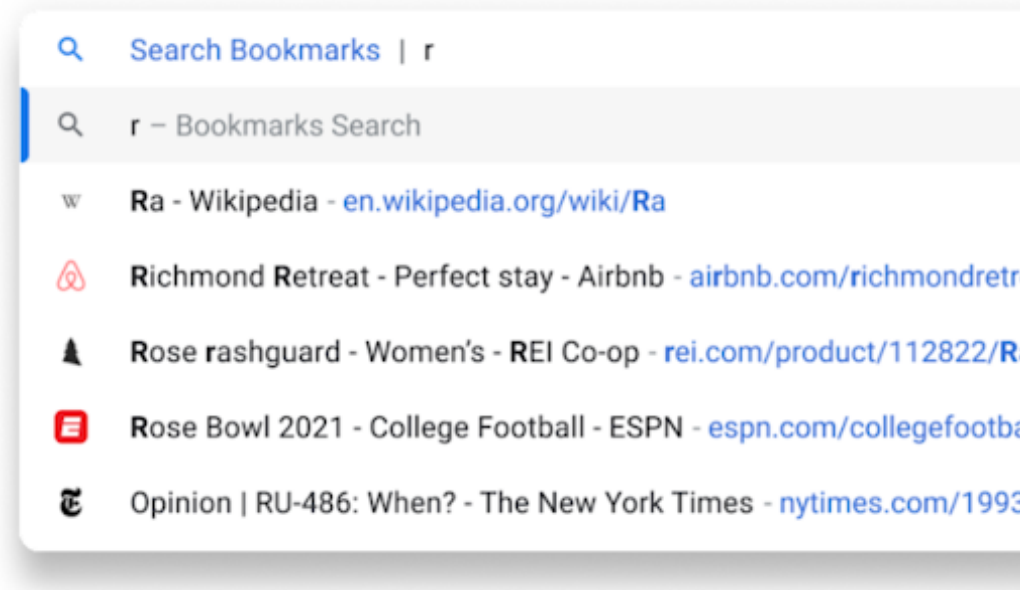 Search Bookmarks | r
r – Bookmarks Search
W Ra - Wikipedia - en.wikipedia.org/wiki/Ra
Richmond Retreat - Perfect stay - Airbnb - airbnb.com/richmondretr
Rose rashguard - Women’s - REI Co-op - rei.com/product/112822/Ra
Rose Bowl 2021 - College Football - ESPN - espn.com/collegefootba
Opinion | RU-486: When? - The New York Times - nytimes.com/1993